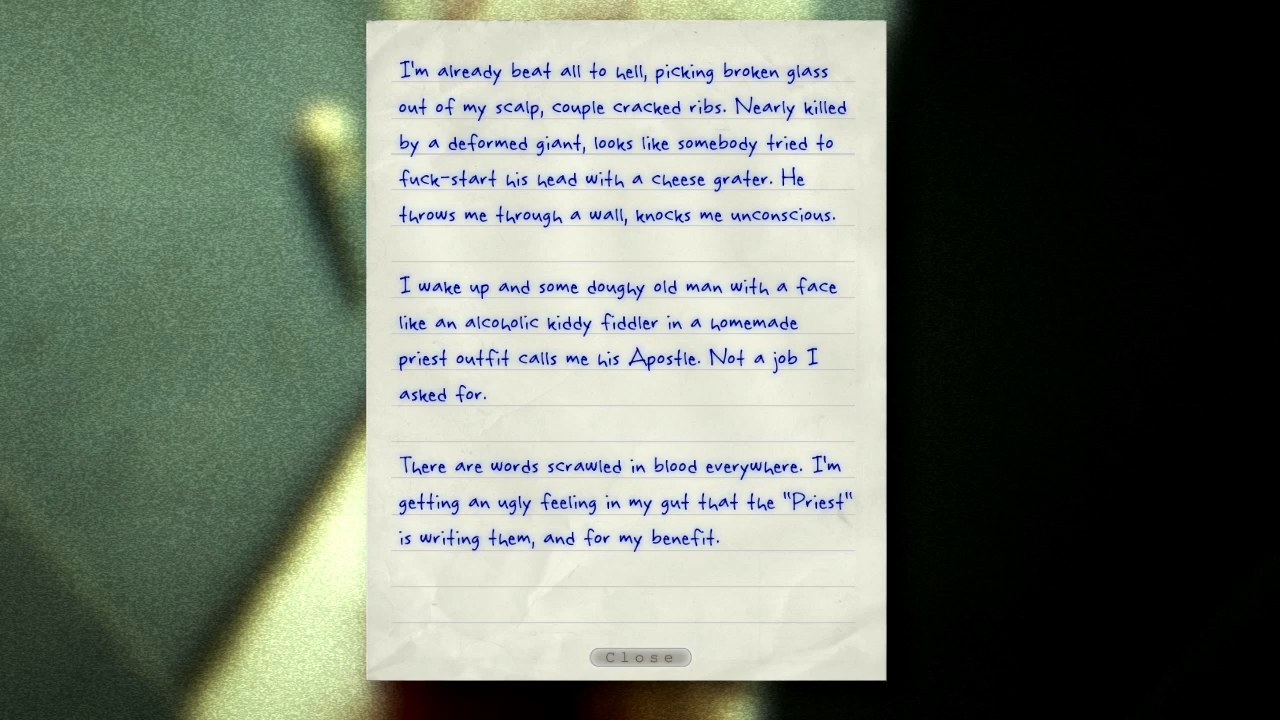 I'm already beat all to hell, picking broken glass
out of my scalp, couple cracked ribs. Nearly killed
by a deformed giant, looks like somebody tried to
fuck-start his head with a cheese grater. He
throws me through a wall, knocks me unconscious.
I wake up and some doughy old man with a face
like an alcoholic kiddy fiddler in a homemade
priest outfit calls me his Apostle. Not a job I
asked for.
There are words scrawled in blood everywhere. I'm
getting an ugly feeling in my gut that the "Priest"
is writing them, and for my benefit.
Close